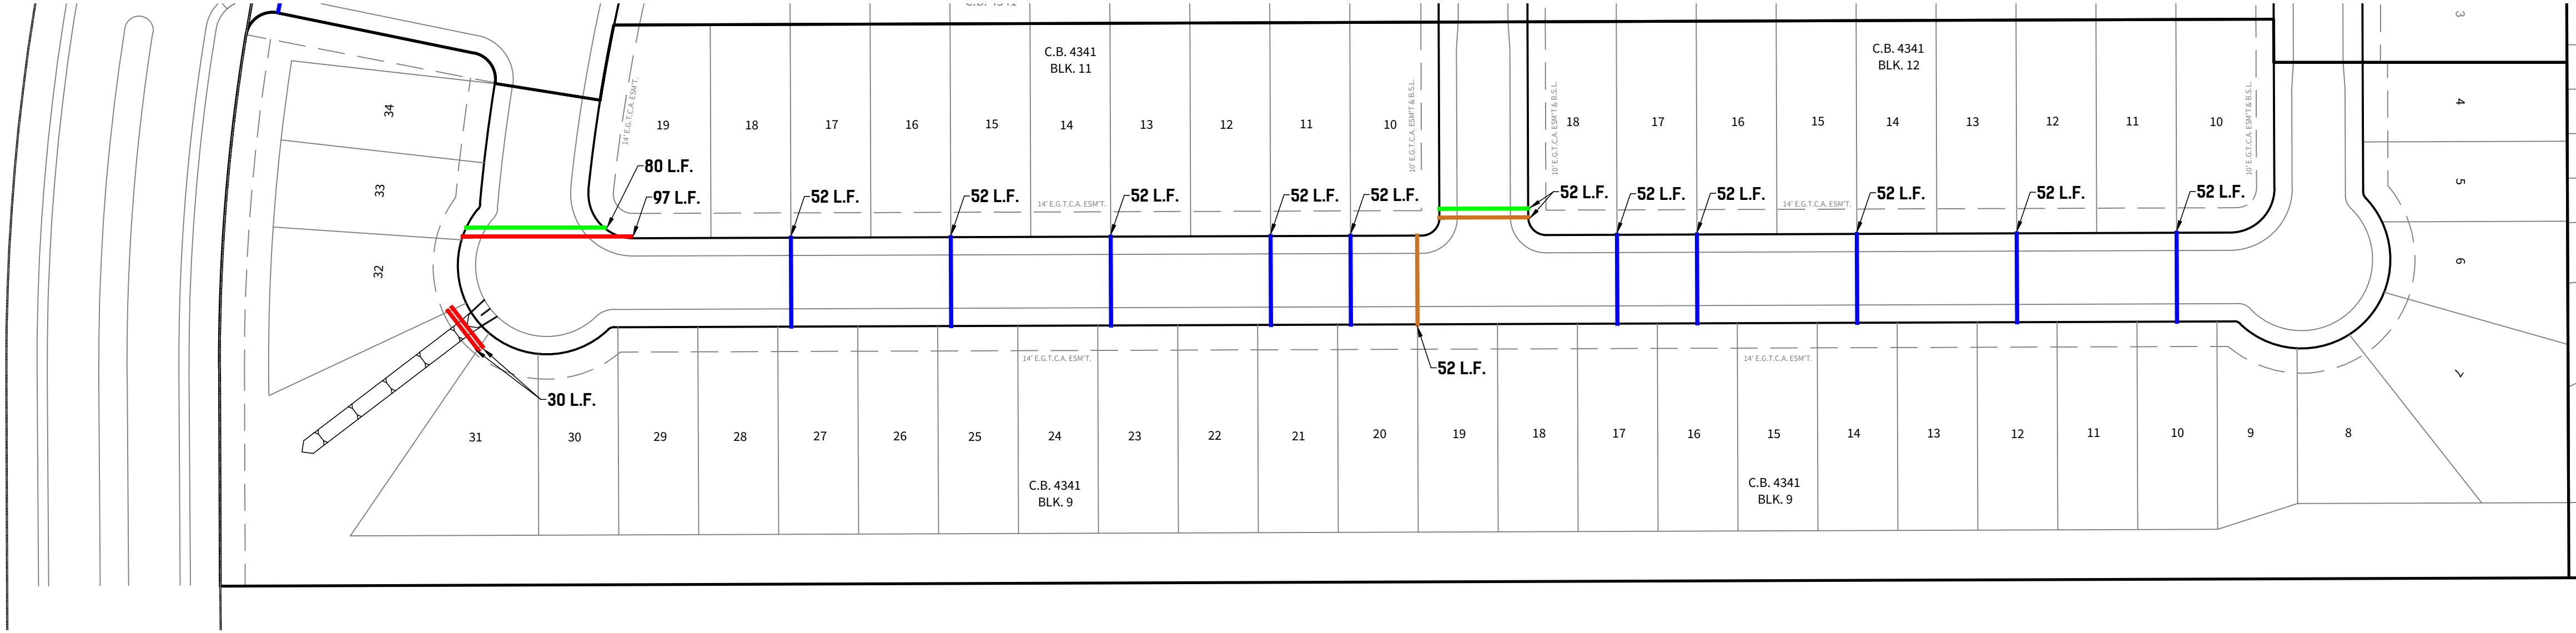 C.B. 4341
C.B. 4341
BLK. 11
C.B. 4341
BLK. 12
3
4
5
6
7
34
33
32
14' E.G.T.C.A. ESM'T.
19
18
17
16
15
14
13
12
11
10
10' E.G.T.C.A. ESM'T & B.S.L.
10' E.G.T.C.A. ESM'T & B.S.L.
18
17
16
15
14
13
12
11
10
10' E.G.T.C.A. ESM'T & B.S.L.
80 L.F.
97 L.F.
52 L.F.
52 L.F.
52 L.F.
52 L.F.
52 L.F.
52 L.F.
52 L.F.
52 L.F.
52 L.F.
52 L.F.
52 L.F.
14' E.G.T.C.A. ESM'T.
14' E.G.T.C.A. ESM'T.
14' E.G.T.C.A. ESM'T.
14' E.G.T.C.A. ESM'T.
52 L.F.
30 L.F.
31
30
29
28
27
26
25
24
23
22
21
20
19
18
17
16
15
14
13
12
11
10
9
8
C.B. 4341
BLK. 9
C.B. 4341
BLK. 9